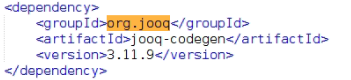 <dependency>
<groupId>org.jooq</groupId>
<artifactId>jooq-codegen</artifactId>
<version>3.11.9</version>
</dependency>